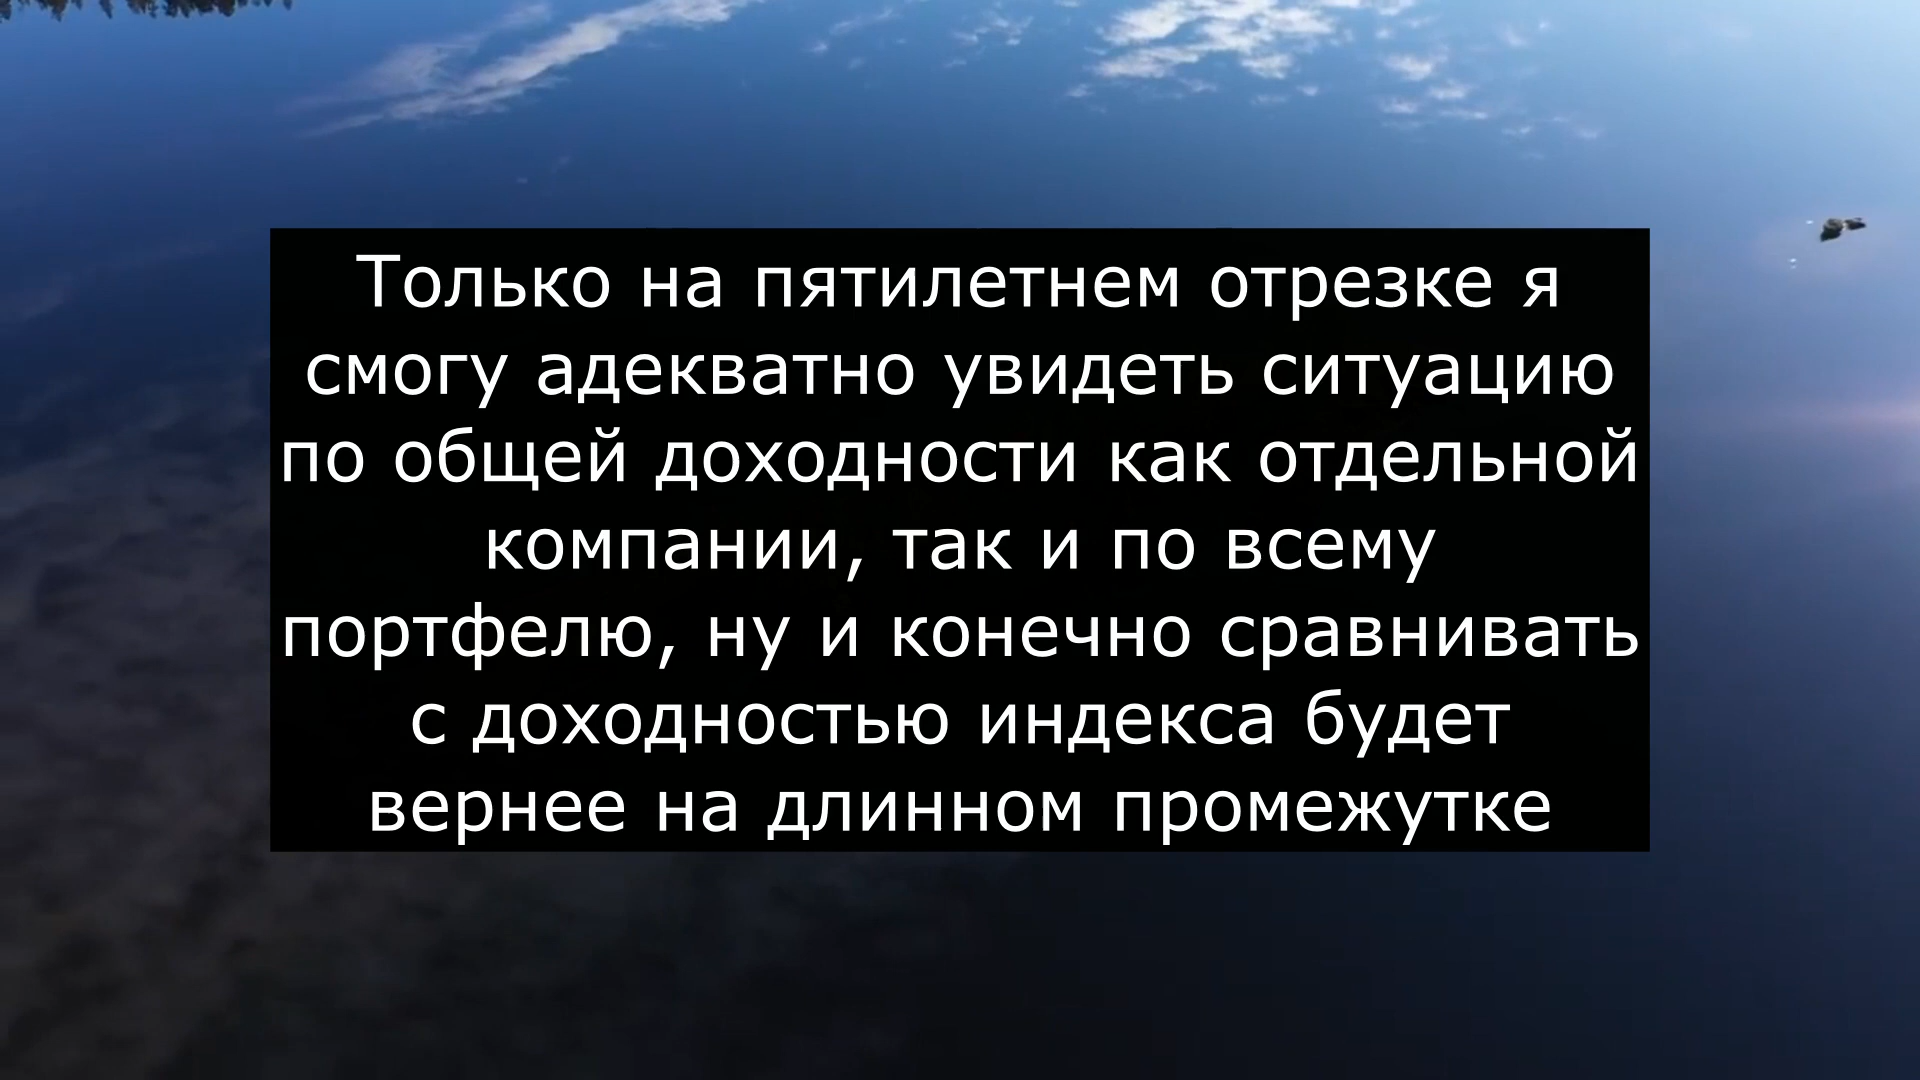 Только на пятилетнем отрезке я
смогу адекватно увидеть ситуацию
по общей доходности как отдельной
компании, так и по всему
портфелю, ну и конечно сравнивать
с доходностью индекса будет
вернее на длинном промежутке